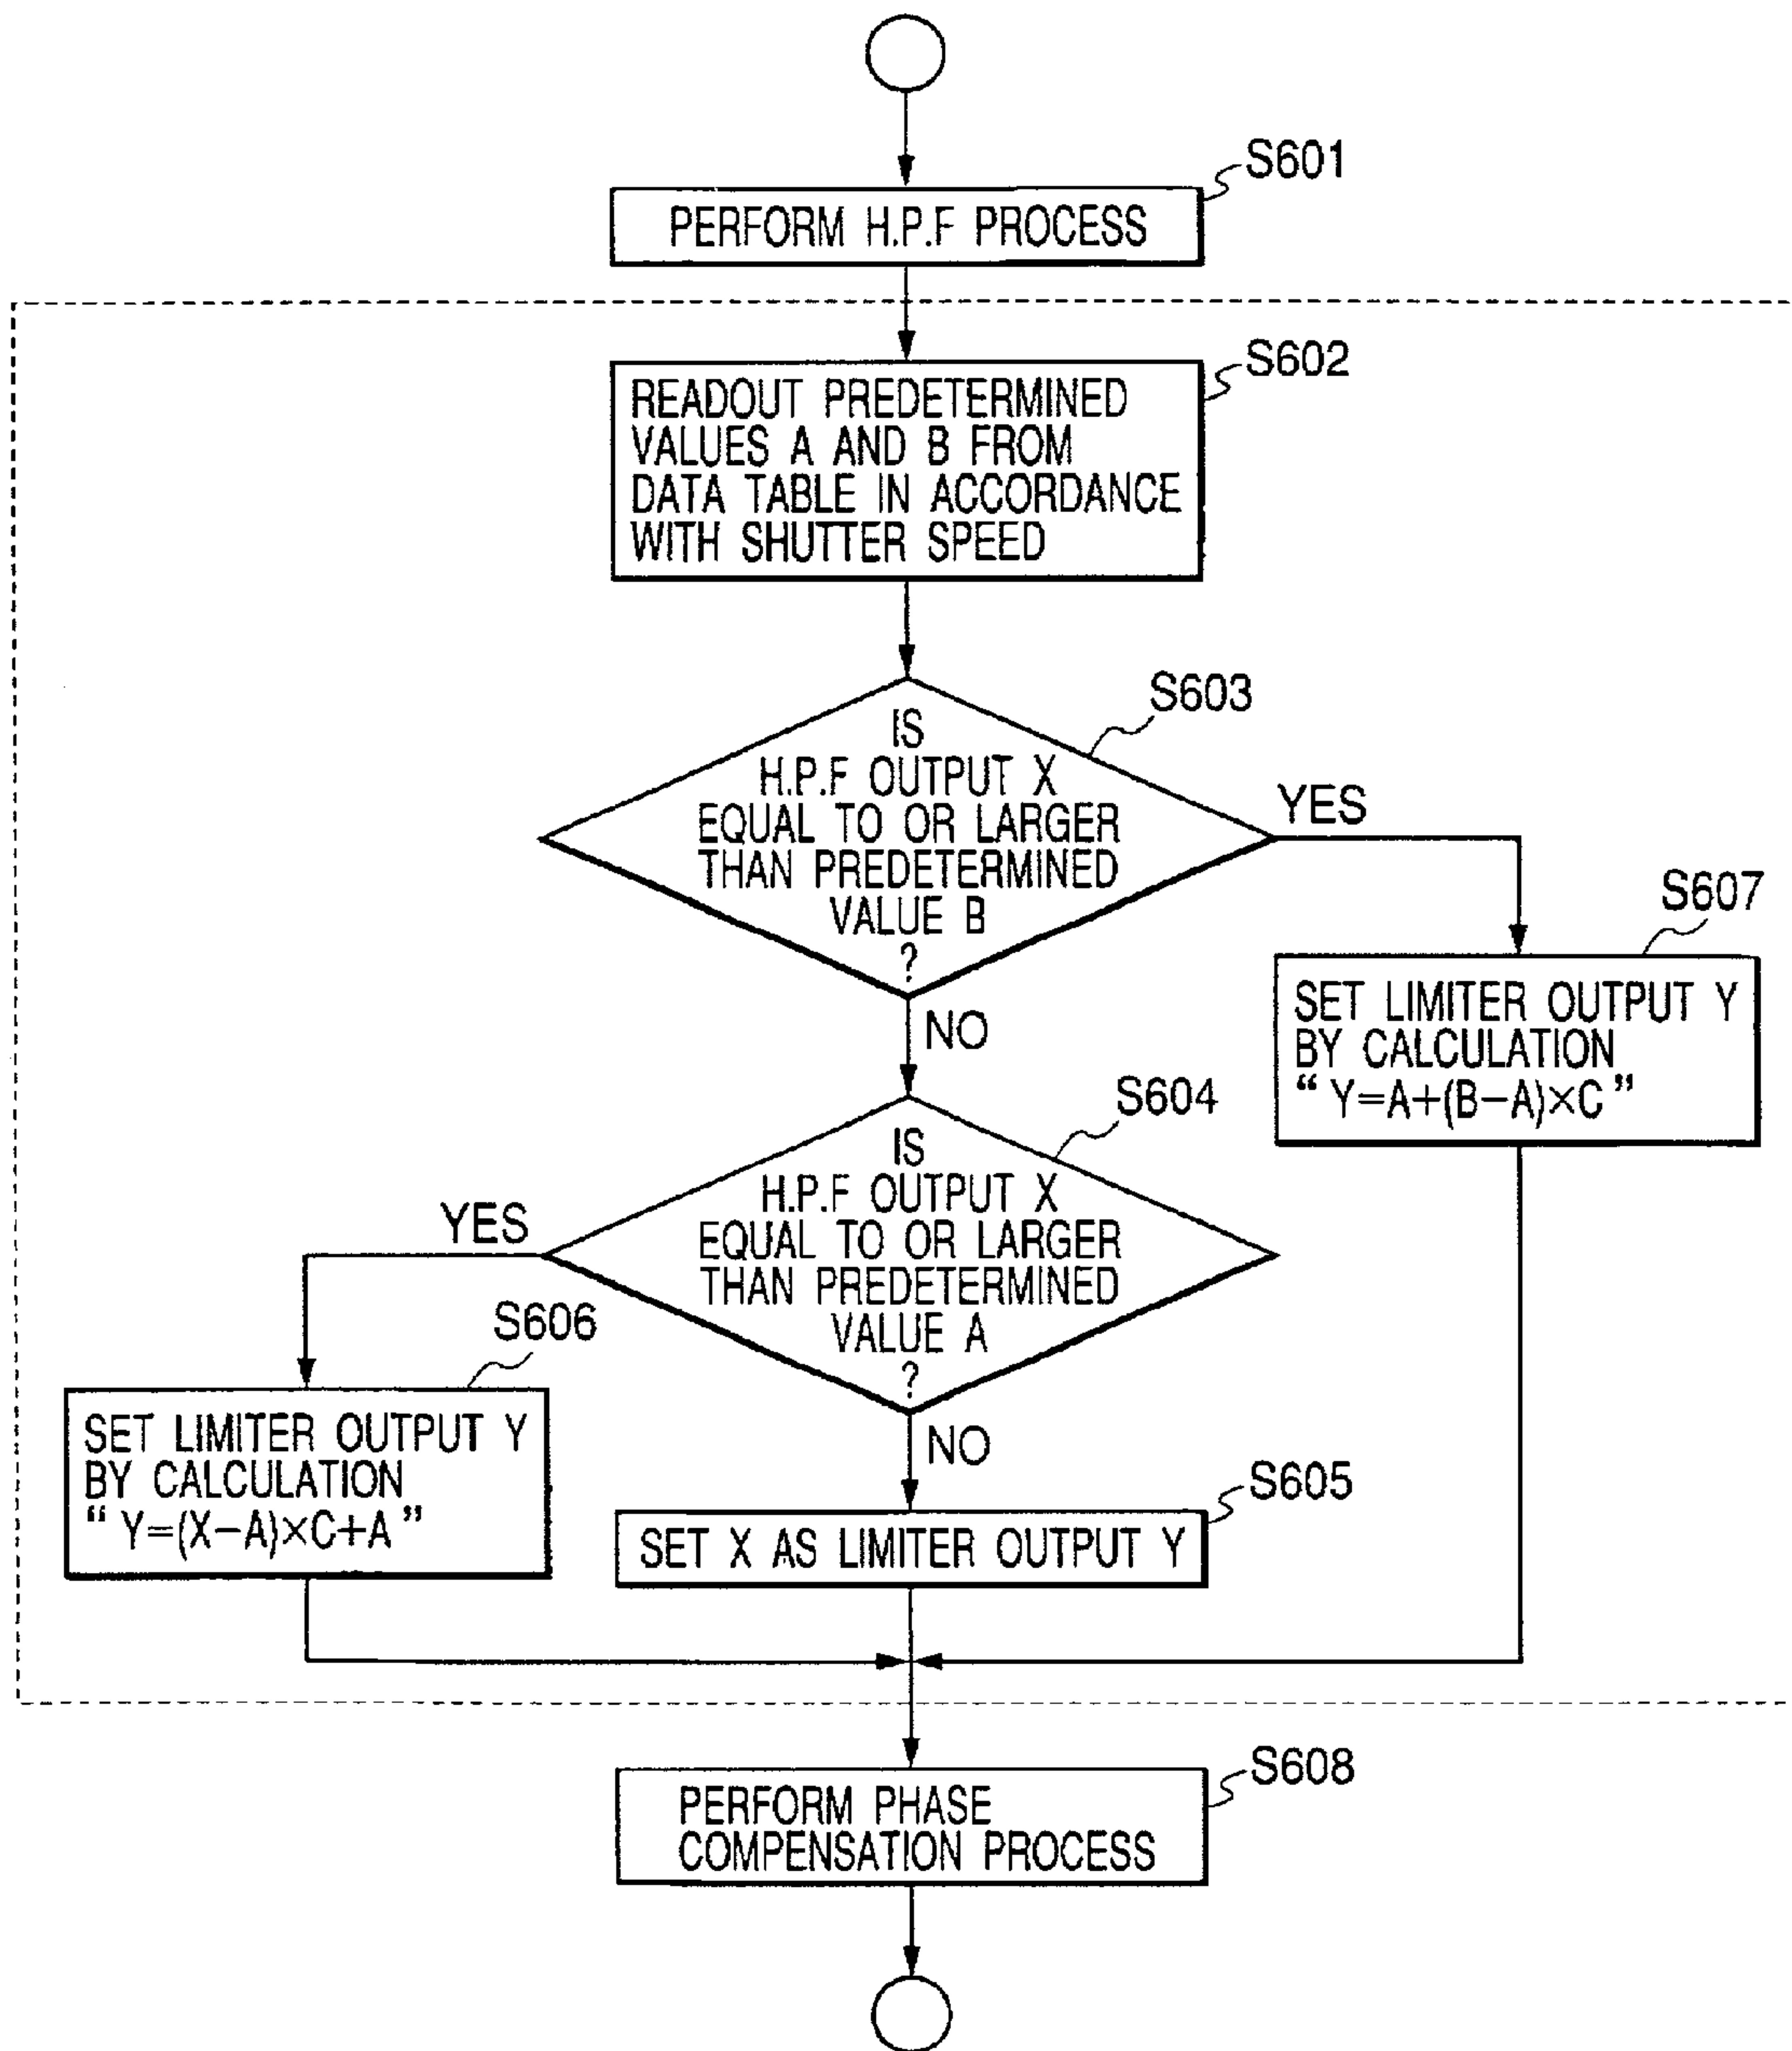 S601
PERFORM H.P.F PROCESS
S602
READOUT PREDETERMINED
VALUES A AND B FROM
DATA TABLE IN ACCORDANCE
WITH SHUTTER SPEED
S603
IS
H.P.F OUTPUT X
EQUAL TO OR LARGER
THAN PREDETERMINED
VALUE B
?
YES
NO
S607
SET LIMITER OUTPUT Y
BY CALCULATION
“ Y=A+(B−A)×C ”
S604
IS
H.P.F OUTPUT X
EQUAL TO OR LARGER
THAN PREDETERMINED
VALUE A
?
YES
NO
S606
SET LIMITER OUTPUT Y
BY CALCULATION
“ Y=(X−A)×C+A ”
S605
SET X AS LIMITER OUTPUT Y
S608
PERFORM PHASE
COMPENSATION PROCESS